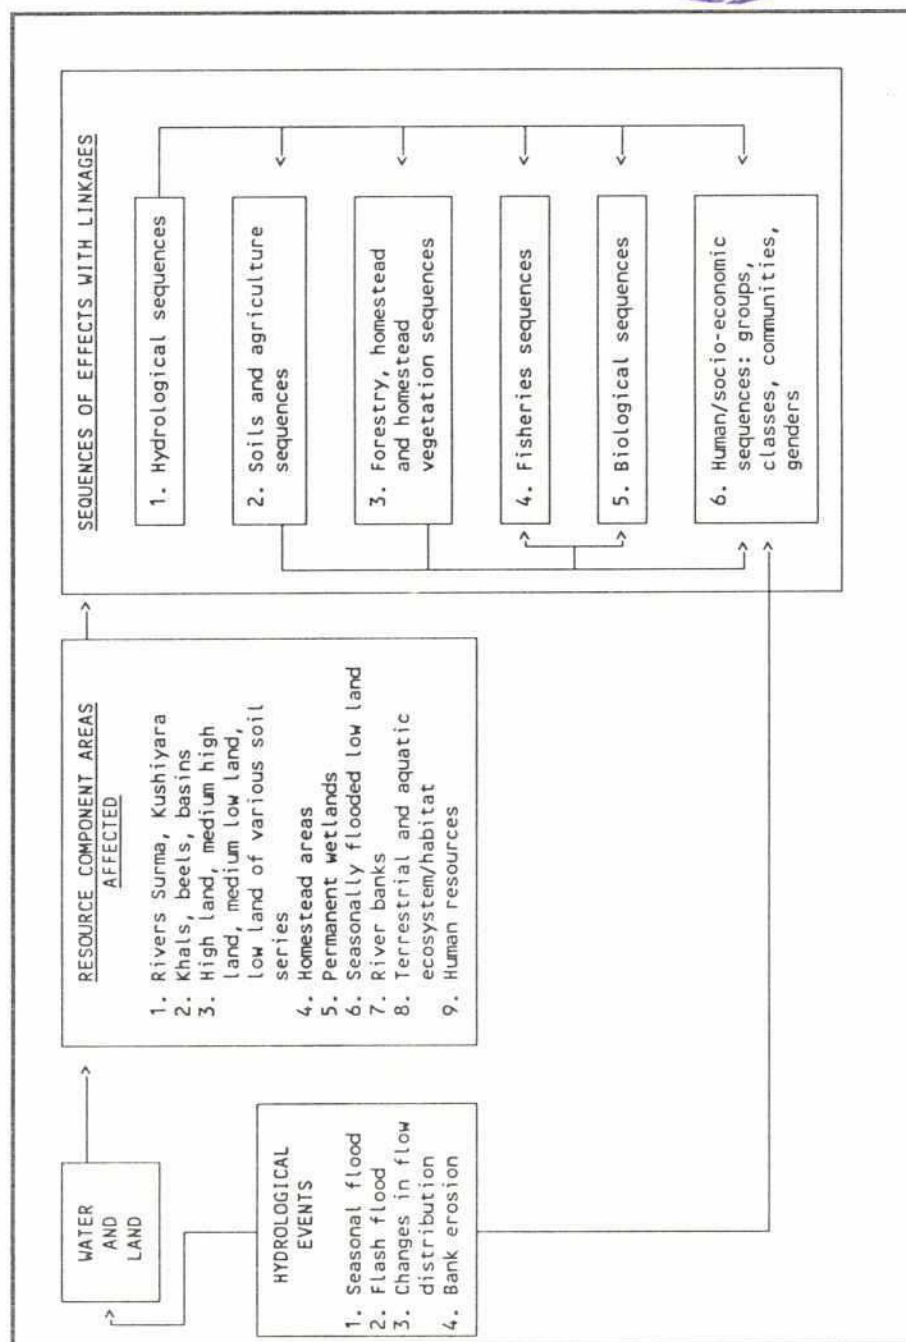 WATER
AND
LAND
HYDROLOGICAL
EVENTS
1. Seasonal flood
2. Flash flood
3. Changes in flow
distribution
4. Bank erosion
RESOURCE COMPONENT AREAS
AFFECTED
1. Rivers Surma, Kushiyara
2. Khals, beels, basins
3. High land, medium high
land, medium low land,
low land of various soil
series
4. Homestead areas
5. Permanent wetlands
6. Seasonally flooded low land
7. River banks
8. Terrestrial and aquatic
ecosystem/habitat
9. Human resources
SEQUENCES OF EFFECTS WITH LINKAGES
1. Hydrological sequences
2. Soils and agriculture
sequences
3. Forestry, homestead
and homestead
vegetation sequences
4. Fisheries sequences
5. Biological sequences
6. Human/socio-economic
sequences: groups,
classes, communities,
genders